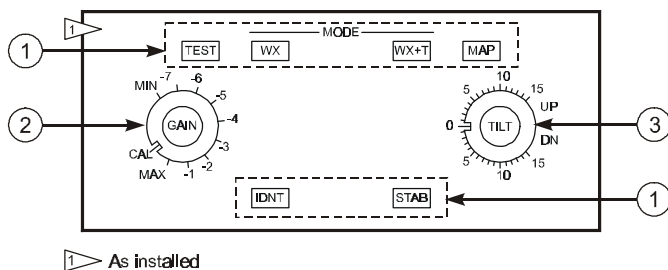 1
MODE
1 TEST WX WX+T MAP
MIN -7 -6 -5 -4 -3 -2 -1 MAX CAL
2 GAIN
10 15 UP
5
0 TILT 3
5
10 15 DN
IDNT STAB 1
1 As installed